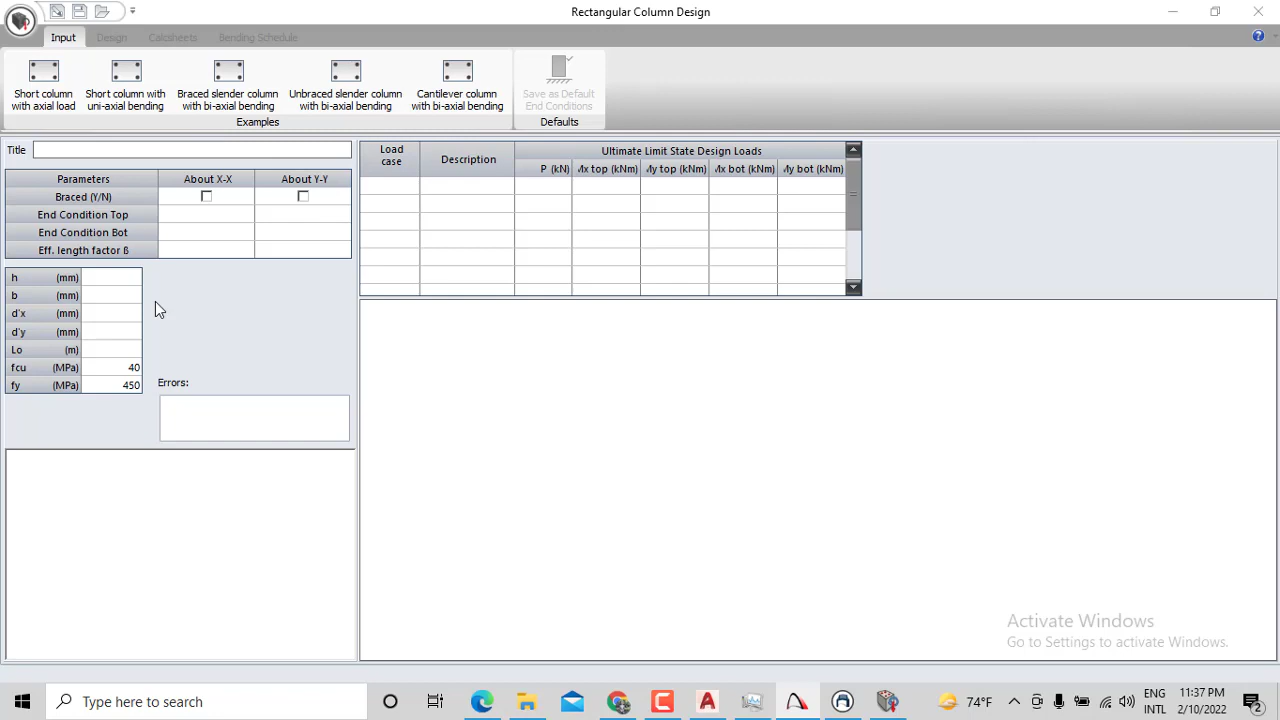 Rectangular Column Design
Input Design Calcsheets Bending Schedule
Short column with axial load
Short column with uni-axial bending
Braced slender column with bi-axial bending
Unbraced slender column with bi-axial bending
Cantilever column with bi-axial bending
Save as Default End Conditions
Examples
Defaults
Title
Parameters About X-X About Y-Y
Braced (Y/N)
End Condition Top
End Condition Bot
Eff. length factor ß
h (mm)
b (mm)
d'x (mm)
d'y (mm)
Lo (m)
fcu (MPa) 40
fy (MPa) 450
Errors:
Load case
Description
Ultimate Limit State Design Loads
P (kN) Mx top (kNm) My top (kNm) Mx bot (kNm) My bot (kNm)
Activate Windows
Go to Settings to activate Windows.
Type here to search
74°F
ENG
INTL
11:37 PM
2/10/2022
2